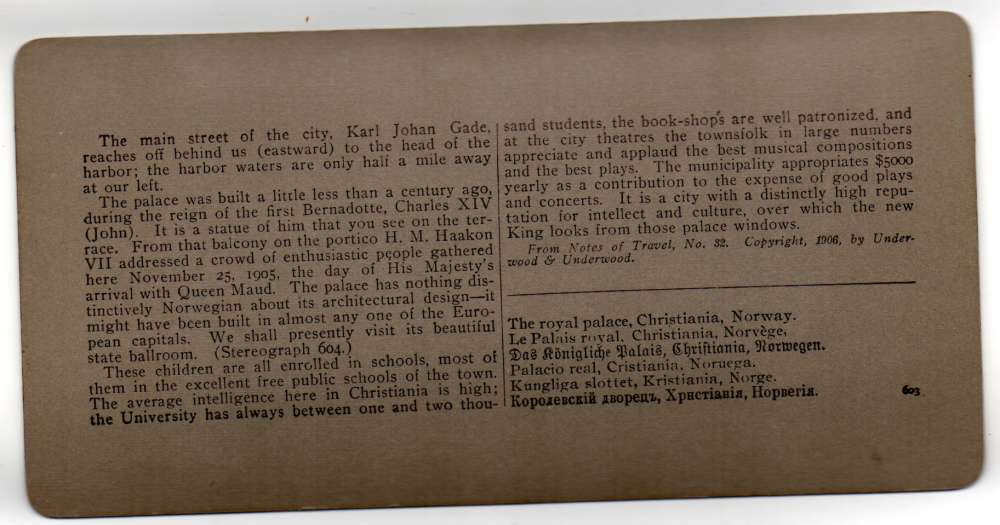 The main street of the city, Karl Johan Gade,
reaches off behind us (eastward) to the head of the
harbor; the harbor waters are only half a mile away
at our left.
The palace was built a little less than a century ago,
during the reign of the first Bernadotte, Charles XIV
(John). It is a statue of him that you see on the ter-
race. From that balcony on the portico H. M. Haakon
VII addressed a crowd of enthusiastic people gathered
here November 25, 1905, the day of His Majesty's
arrival with Queen Maud. The palace has nothing dis-
tinctively Norwegian about its architectural design—it
might have been built in almost any one of the Euro-
pean capitals. We shall presently visit its beautiful
state ballroom. (Stereograph 604.)
These children are all enrolled in schools, most of
them in the excellent free public schools of the town.
The average intelligence here in Christiania is high;
the University has always between one and two thou-
sand students, the book-shops are well patronized, and
at the city theatres the townsfolk in large numbers
appreciate and applaud the best musical compositions
and the best plays. The municipality appropriates $5000
yearly as a contribution to the expense of good plays
and concerts. It is a city with a distinctly high repu-
tation for intellect and culture, over which the new
King looks from those palace windows.
From Notes of Travel, No. 32. Copyright, 1906, by Under-
wood & Underwood.
The royal palace, Christiania, Norway.
Le Palais royal, Christiania, Norvège.
Das Königliche Palais, Christiania, Norwegen.
Palacio real, Cristiania, Noruega.
Kungliga slottet, Kristiania, Norge.
Королевскій дворецъ, Христіанія, Норвегія.
603